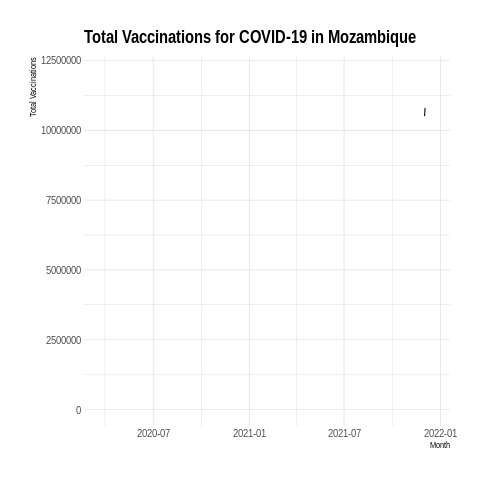 Total Vaccinations for COVID-19 in Mozambique
Total Vaccinations
12500000
10000000
7500000
5000000
2500000
0
2020-07 2021-01 2021-07 2022-01
Month